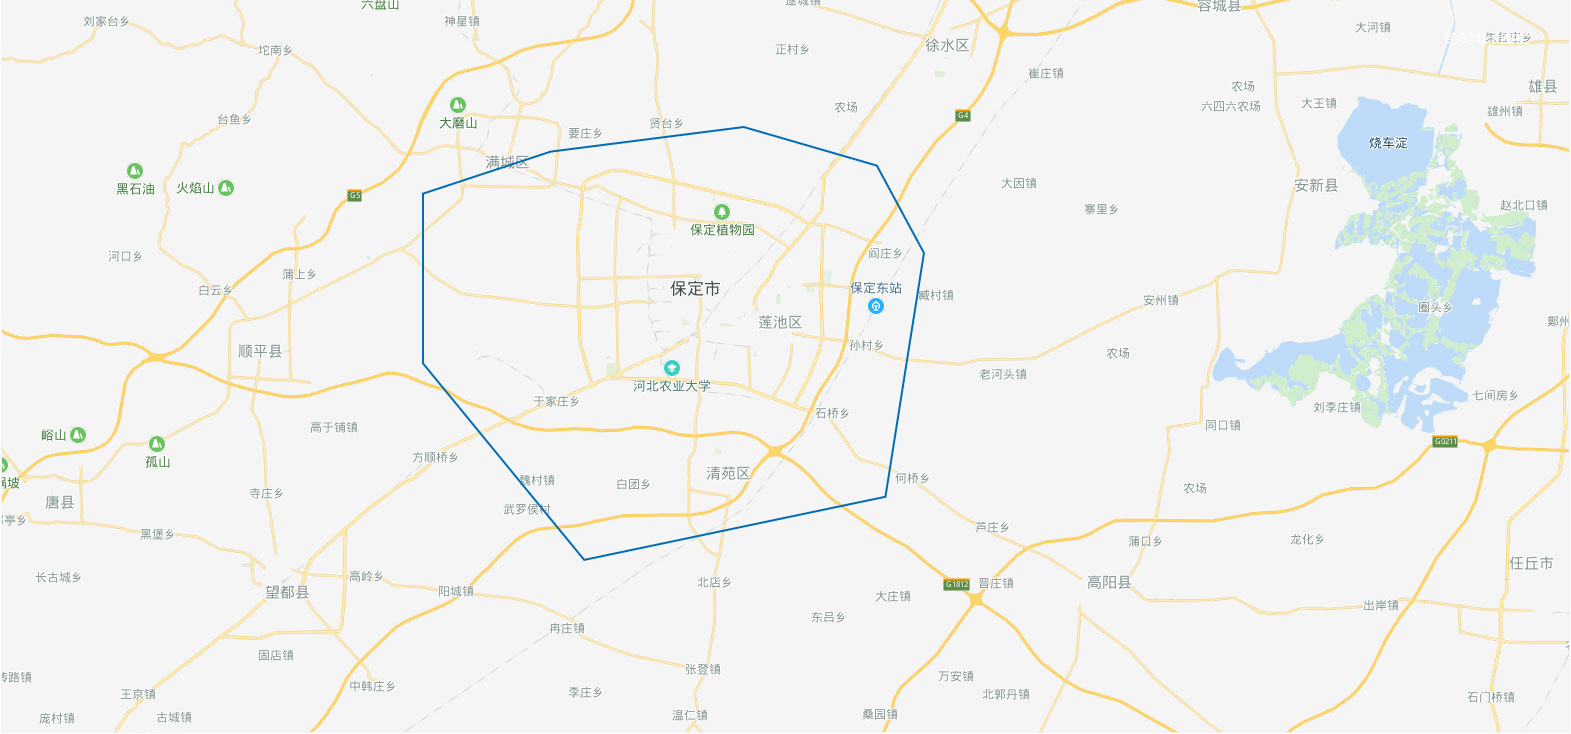 六盘山
遂城镇
容城县
刘家台乡
神星镇
大河镇
坨南乡
正村乡
徐水区
崔庄镇
农场
雄县
大王镇
六四六农场
农场
雄州镇
大磨山
G4
台鱼乡
要庄乡
贤台乡
烧车淀
满城区
黑石油
火焰山
G5
大因镇
安新县
寨里乡
赵北口镇
保定植物园
河口乡
阎庄乡
蒲上乡
白云乡
保定市
保定东站
臧村镇
安州镇
圈头乡
莲池区
鄚州
顺平县
孙村乡
农场
老河头镇
河北农业大学
于家庄乡
七间房乡
刘李庄镇
石桥乡
高于铺镇
同口镇
峪山
孤山
G0211
方顺桥乡
清苑区
魏村镇
白团乡
何桥乡
农场
寺庄乡
唐县
武罗侯村
黑堡乡
芦庄乡
蒲口乡
龙化乡
任丘市
长古城乡
高岭乡
望都县
阳城镇
北店乡
G1812
晋庄镇
高阳县
大庄镇
出岸镇
东吕乡
冉庄镇
固店镇
张登镇
万安镇
中韩庄乡
李庄乡
王京镇
北郭丹镇
石门桥镇
庞村镇
古城镇
温仁镇
桑园镇